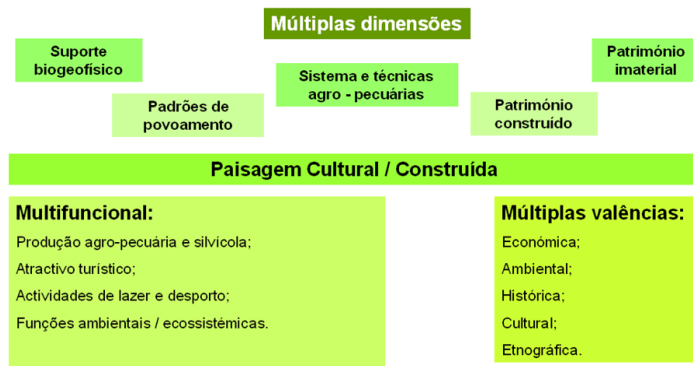 Múltiplas dimensões
Suporte
biogeofísico
Padrões de
povoamento
Sistema e técnicas
agro - pecuárias
Património
construído
Património
imaterial
Paisagem Cultural / Construída
Multifuncional:
Produção agro-pecuária e silvícola;
Atractivo turístico;
Actividades de lazer e desporto;
Funções ambientais / ecossistémicas.
Múltiplas valências:
Económica;
Ambiental;
Histórica;
Cultural;
Etnográfica.